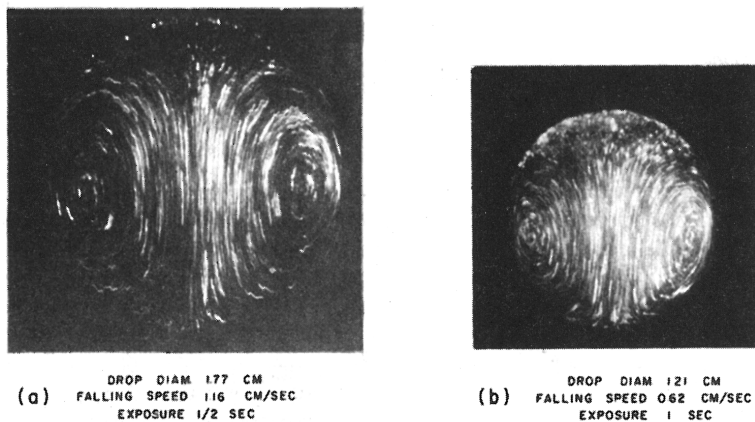 (a) DROP DIAM 1.77 CM
FALLING SPEED 1.16 CM/SEC
EXPOSURE 1/2 SEC
(b) DROP DIAM 1.21 CM
FALLING SPEED 0.62 CM/SEC
EXPOSURE 1 SEC